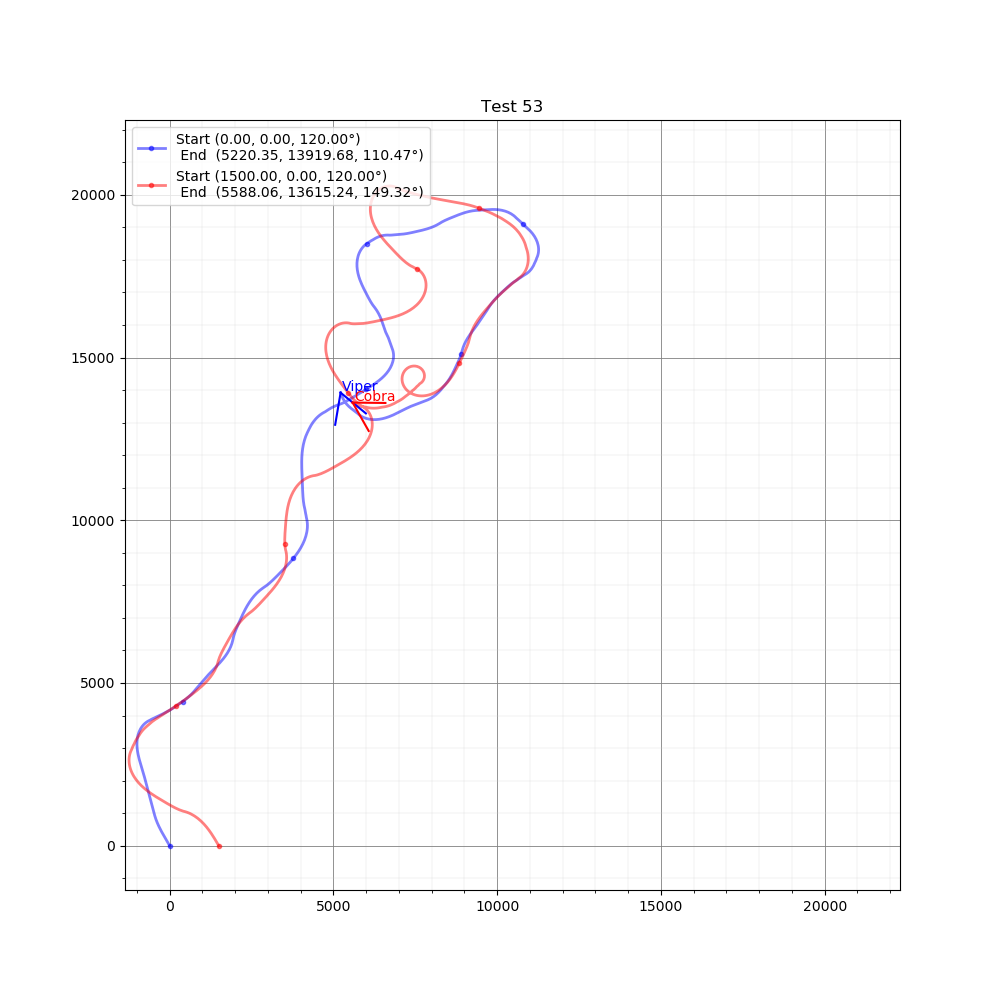 Test 53
Start (0.00, 0.00, 120.00°)
End (5220.35, 13919.68, 110.47°)
Start (1500.00, 0.00, 120.00°)
End (5588.06, 13615.24, 149.32°)
20000
15000
Viper
Cobra
10000
5000
0
0 5000 10000 15000 20000